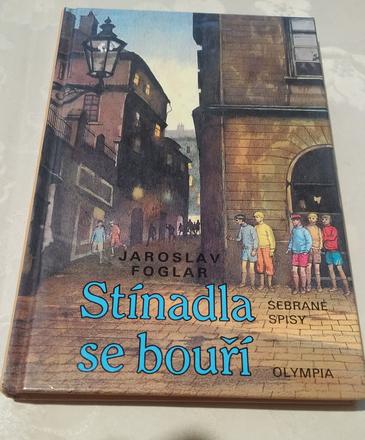 JAROSLAV
FOGLAR
Stínadla
se bouří
SEBRANÉ
SPISY
OLYMPIA